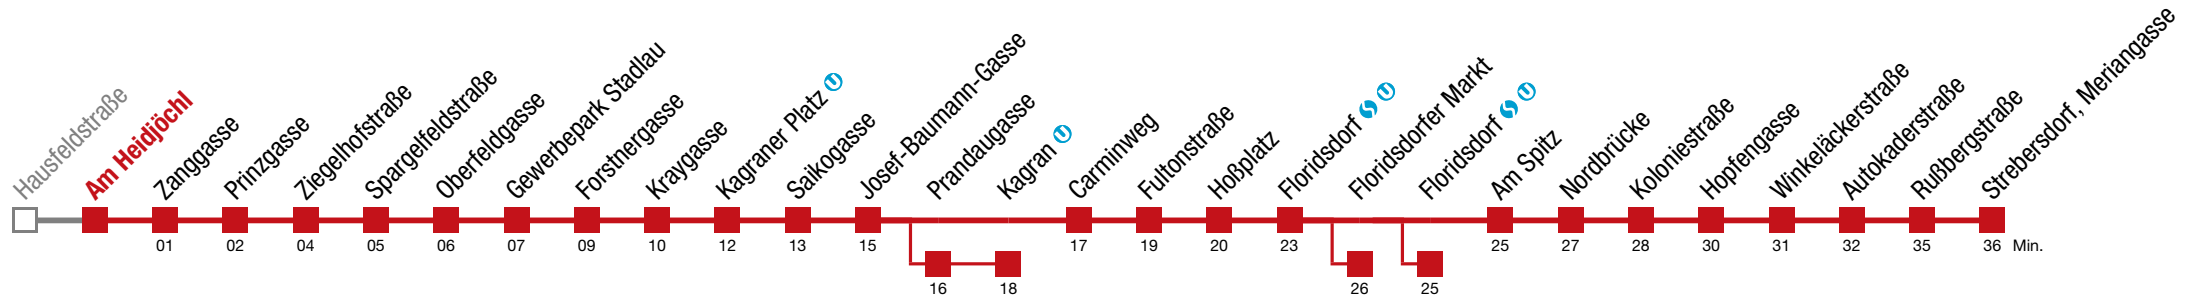 Hausfeldstraße
Am Heidjöchl
Zanggasse
Prinzgasse
Ziegelhofstraße
Spargelfeldstraße
Oberfeldgasse
Gewerbepark Stadlau
Forstnergasse
Kraygasse
Kagraner Platz U
Saikogasse
Josef-Baumann-Gasse
Prandaugasse
Kagran U
Carminweg
Fultonstraße
Hoßplatz
Floridsdorf S U
Floridsdorfer Markt
Floridsdorf S U
Am Spitz
Nordbrücke
Koloniestraße
Hopfengasse
Winkeläckerstraße
Autokaderstraße
Rußbergstraße
Strebersdorf, Meriangasse
01 02 04 05 06 07 09 10 12 13 15 17 19 20 23 25 27 28 30 31 32 35 36 Min.
16 18 26 25